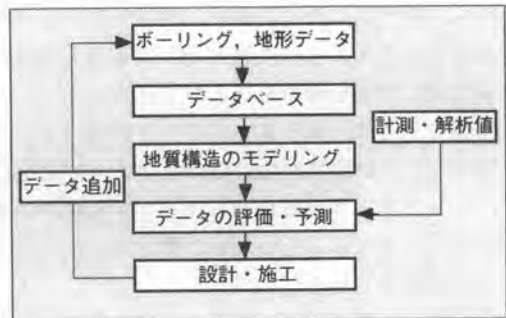 ボーリング，地形データ
データベース
計測・解析値
地質構造のモデリング
データ追加
データの評価・予測
設計・施工